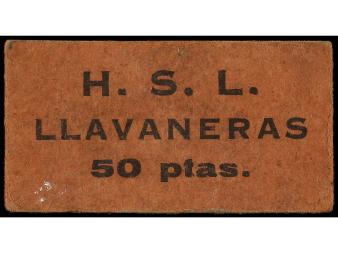 H. S. L.
LLAVANERAS
50 ptas.